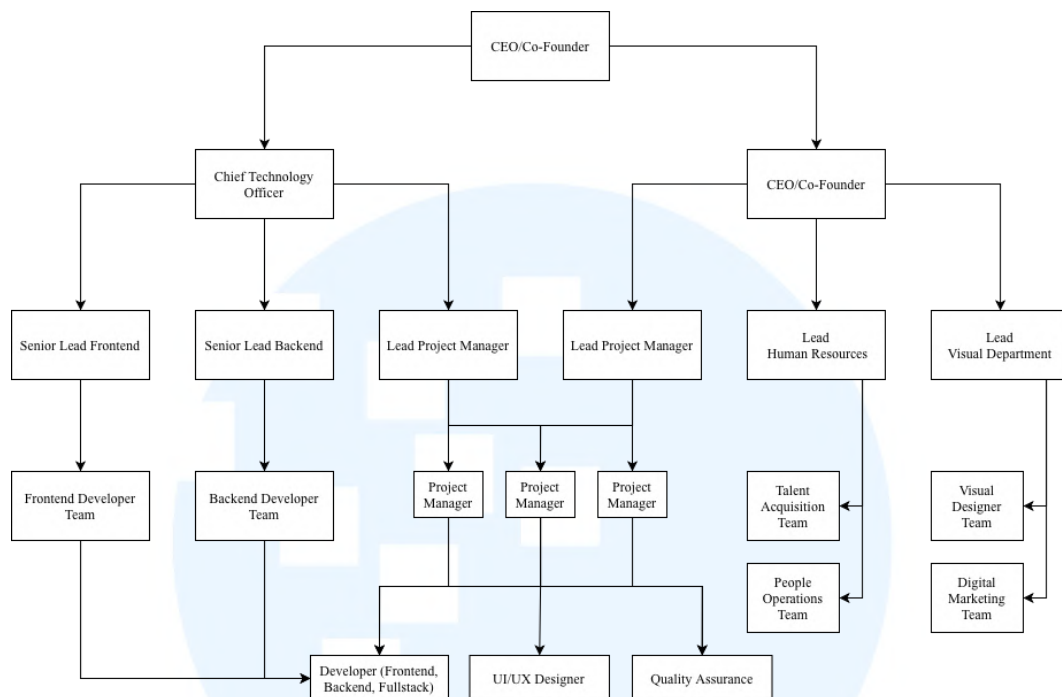 CEO/Co-Founder
Chief Technology
Officer
CEO/Co-Founder
Senior Lead Frontend
Senior Lead Backend
Lead Project Manager
Lead Project Manager
Lead
Human Resources
Lead
Visual Department
Frontend Developer
Team
Backend Developer
Team
Project
Manager
Project
Manager
Project
Manager
Talent
Acquisition
Team
Visual
Designer
Team
People
Operations
Team
Digital
Marketing
Team
Developer (Frontend,
Backend, Fullstack)
UI/UX Designer
Quality Assurance